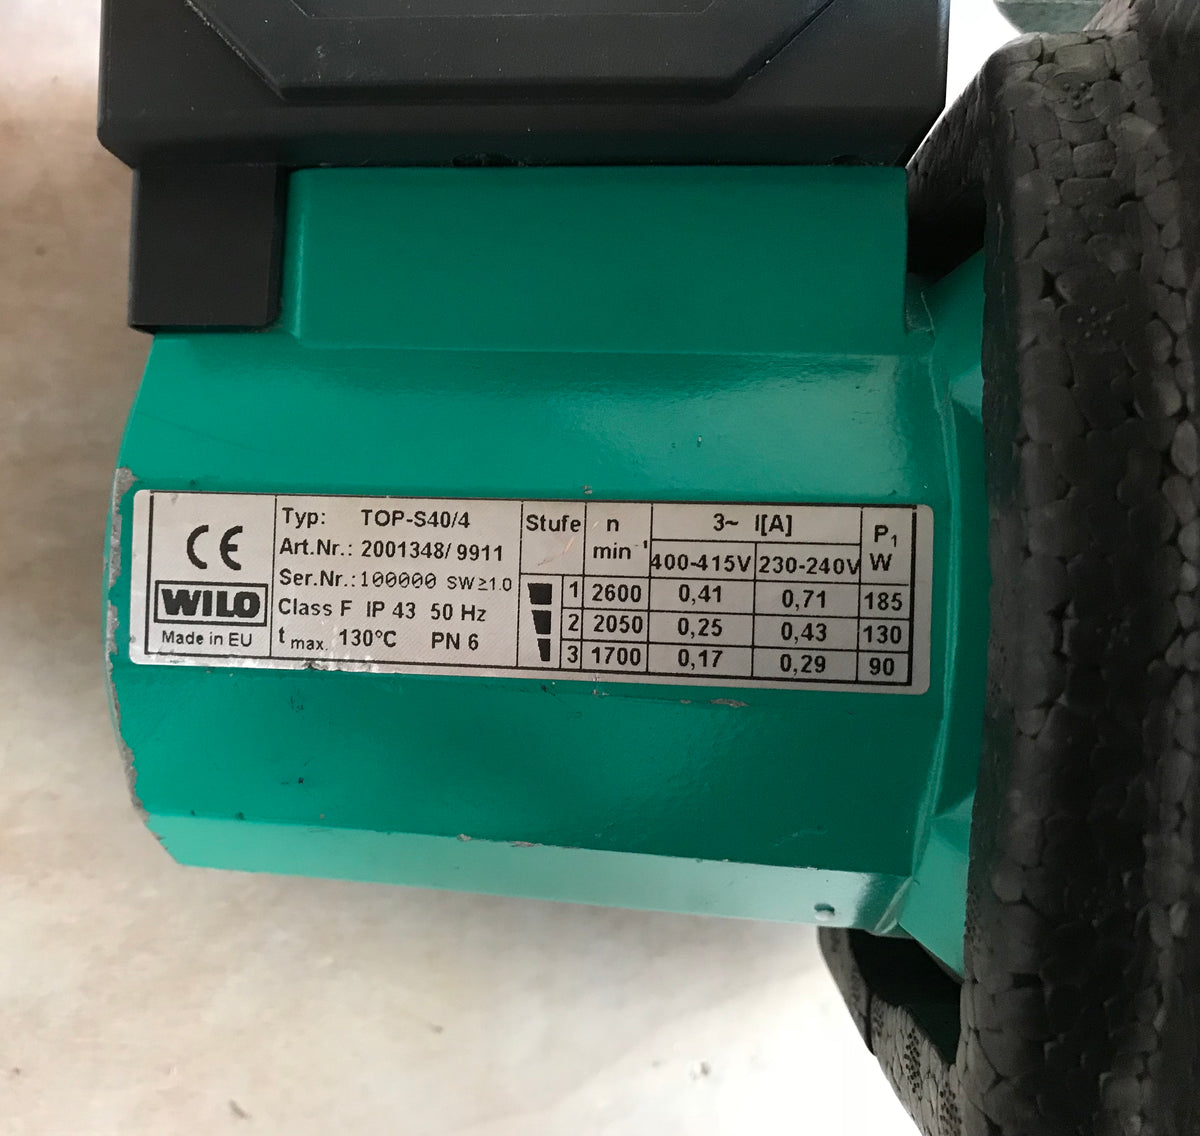 CE
WILO
Made in EU
Typ: TOP-S40/4
Art.Nr.: 2001348/ 9911
Ser.Nr.: 100000 SW≥1.0
Class F IP 43 50 Hz
t max. 130°C PN 6
Stufe n min⁻¹ 3~ I[A] P₁ W
400-415V 230-240V
1 2600 0,41 0,71 185
2 2050 0,25 0,43 130
3 1700 0,17 0,29 90